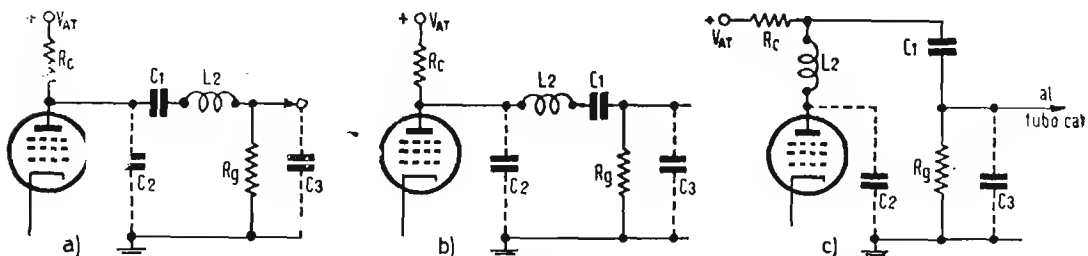 + VAT
Rc
C1 L2
C2
Rg
C3
a)
+ VAT
Rc
L2 C1
C2
Rg
C3
b)
+ VAT
Rc
L2
C1
al
tubo
C2
Rg
C3
c)